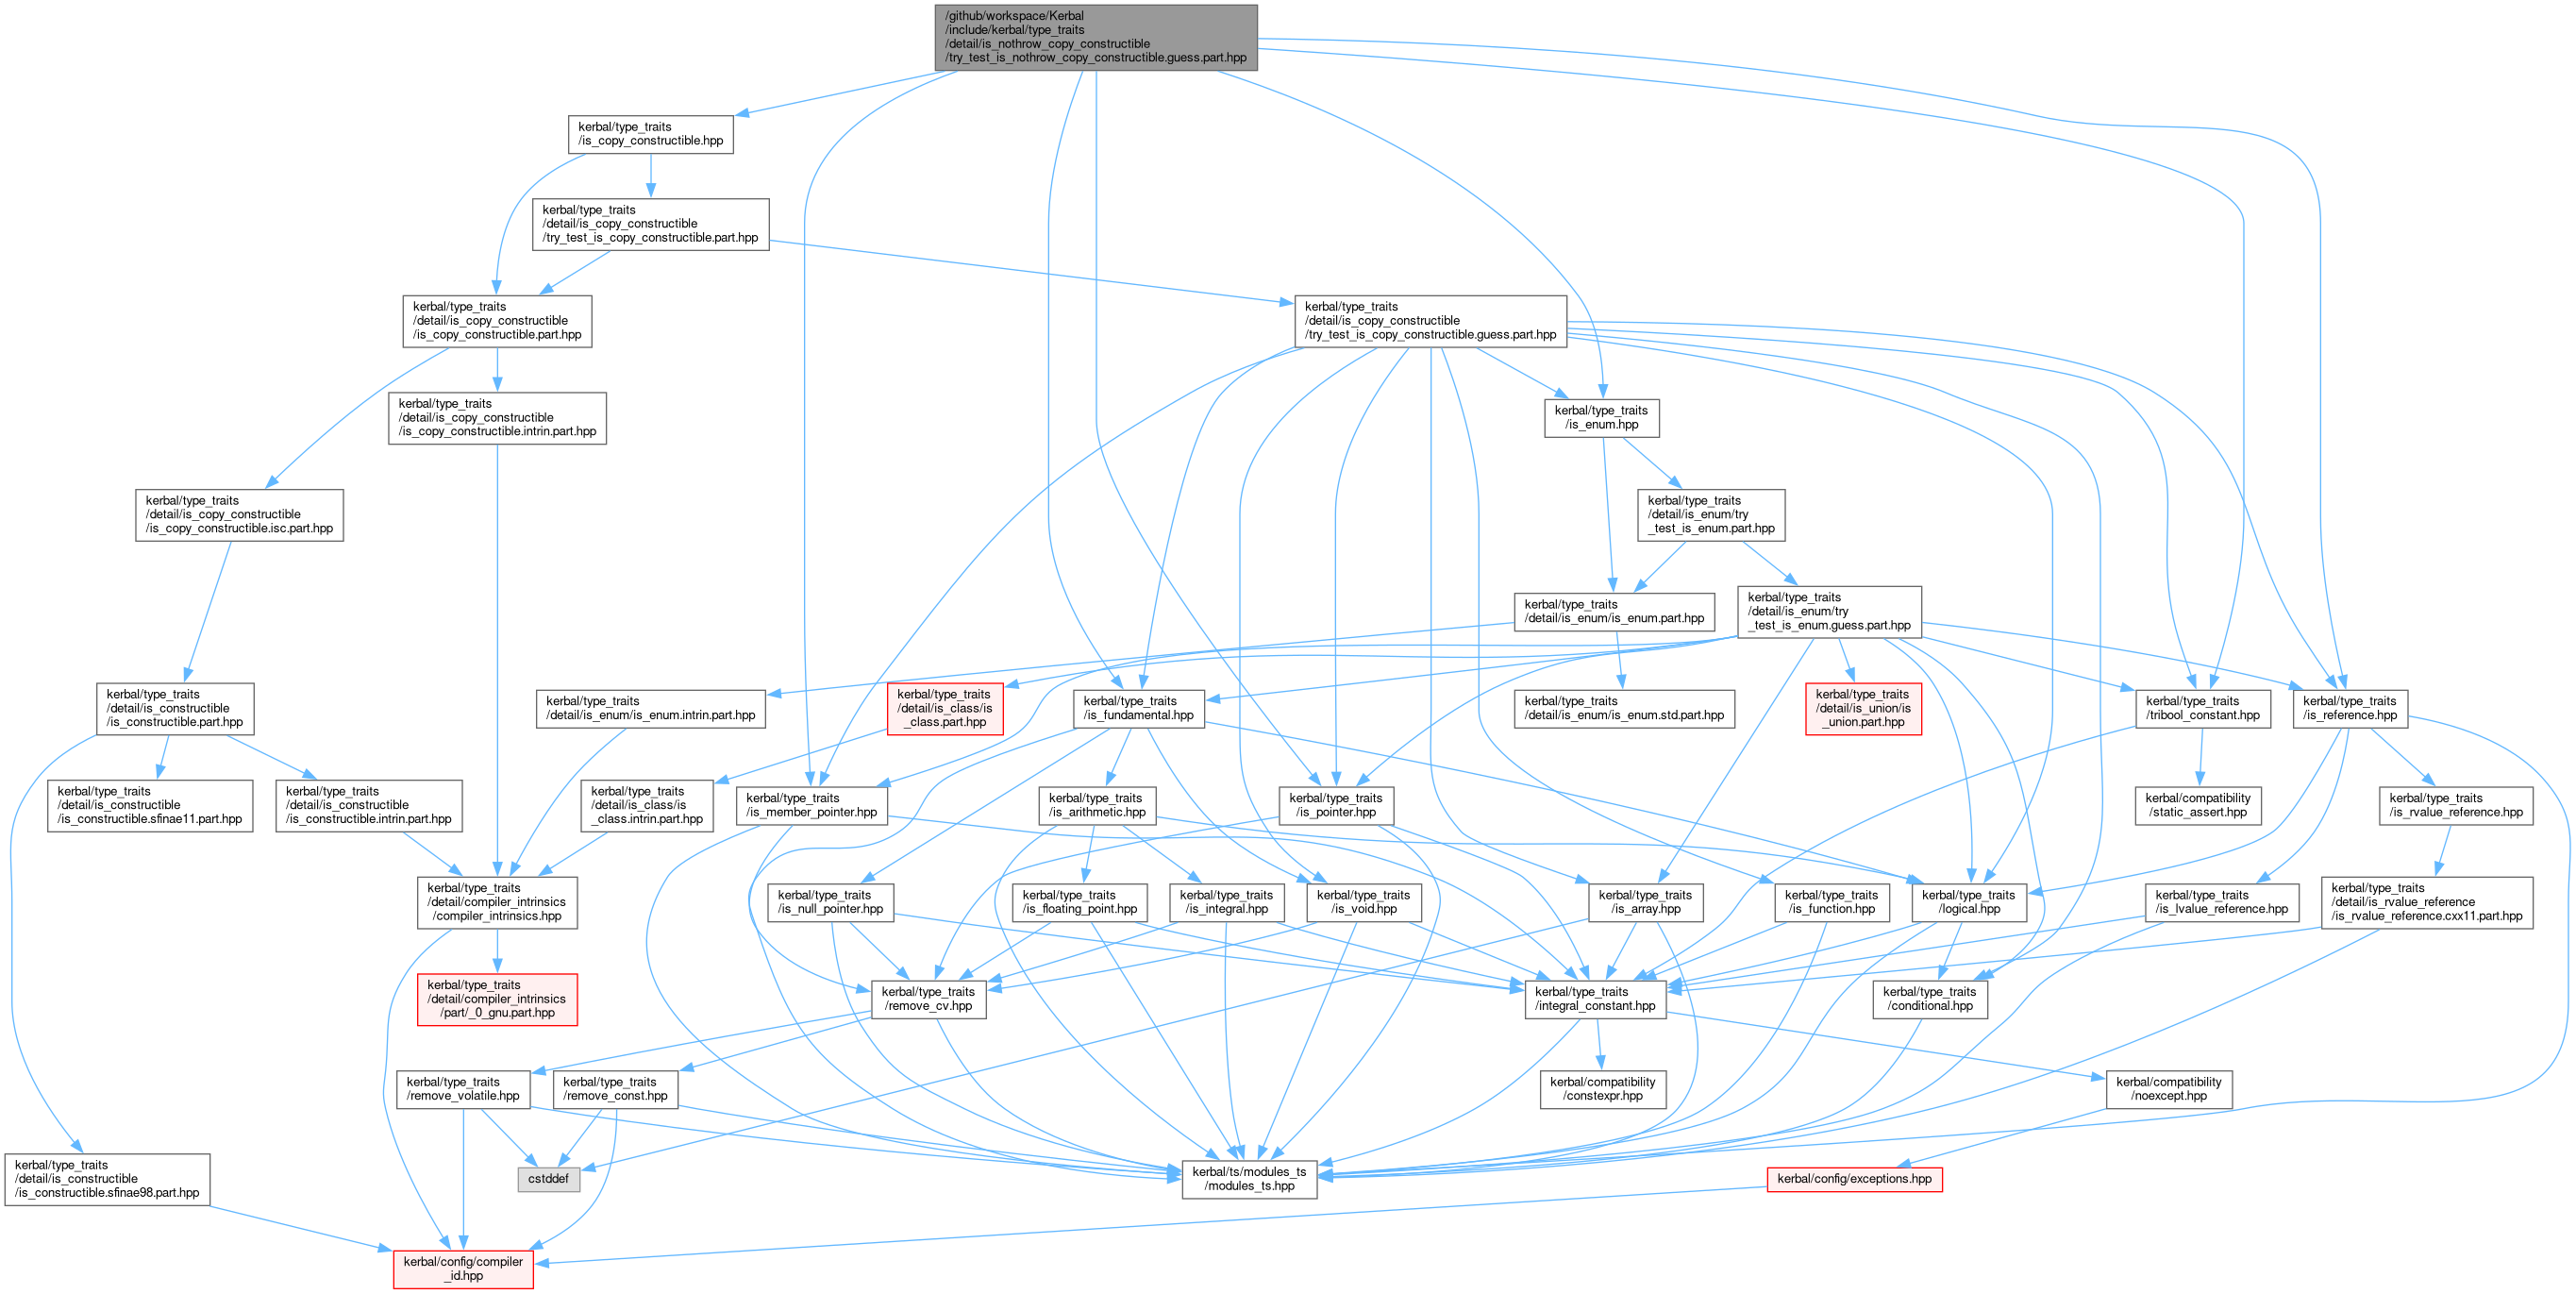 /github/workspace/Kerbal
/include/kerbal/type_traits
/detail/is_nothrow_copy_constructible
/try_test_is_nothrow_copy_constructible.guess.part.hpp
kerbal/type_traits
/is_copy_constructible.hpp
kerbal/type_traits
/detail/is_copy_constructible
/try_test_is_copy_constructible.part.hpp
kerbal/type_traits
/detail/is_copy_constructible
/is_copy_constructible.part.hpp
kerbal/type_traits
/detail/is_copy_constructible
/try_test_is_copy_constructible.guess.part.hpp
kerbal/type_traits
/detail/is_copy_constructible
/is_copy_constructible.intrin.part.hpp
kerbal/type_traits
/is_enum.hpp
kerbal/type_traits
/detail/is_copy_constructible
/is_copy_constructible.isc.part.hpp
kerbal/type_traits
/detail/is_enum/try
_test_is_enum.part.hpp
kerbal/type_traits
/detail/is_enum/is_enum.part.hpp
kerbal/type_traits
/detail/is_enum/try
_test_is_enum.guess.part.hpp
kerbal/type_traits
/detail/is_constructible
/is_constructible.part.hpp
kerbal/type_traits
/detail/is_enum/is_enum.intrin.part.hpp
kerbal/type_traits
/detail/is_class/is
_class.part.hpp
kerbal/type_traits
/is_fundamental.hpp
kerbal/type_traits
/detail/is_enum/is_enum.std.part.hpp
kerbal/type_traits
/detail/is_union/is
_union.part.hpp
kerbal/type_traits
/tribool_constant.hpp
kerbal/type_traits
/is_reference.hpp
kerbal/type_traits
/detail/is_constructible
/is_constructible.sfinae11.part.hpp
kerbal/type_traits
/detail/is_constructible
/is_constructible.intrin.part.hpp
kerbal/type_traits
/detail/is_class/is
_class.intrin.part.hpp
kerbal/type_traits
/is_member_pointer.hpp
kerbal/type_traits
/is_arithmetic.hpp
kerbal/type_traits
/is_pointer.hpp
kerbal/compatibility
/static_assert.hpp
kerbal/type_traits
/is_rvalue_reference.hpp
kerbal/type_traits
/detail/compiler_intrinsics
/compiler_intrinsics.hpp
kerbal/type_traits
/is_null_pointer.hpp
kerbal/type_traits
/is_floating_point.hpp
kerbal/type_traits
/is_integral.hpp
kerbal/type_traits
/is_void.hpp
kerbal/type_traits
/is_array.hpp
kerbal/type_traits
/is_function.hpp
kerbal/type_traits
/logical.hpp
kerbal/type_traits
/is_lvalue_reference.hpp
kerbal/type_traits
/detail/is_rvalue_reference
/is_rvalue_reference.cxx11.part.hpp
kerbal/type_traits
/detail/compiler_intrinsics
/part/_0_gnu.part.hpp
kerbal/type_traits
/remove_cv.hpp
kerbal/type_traits
/integral_constant.hpp
kerbal/type_traits
/conditional.hpp
kerbal/type_traits
/remove_volatile.hpp
kerbal/type_traits
/remove_const.hpp
kerbal/compatibility
/constexpr.hpp
kerbal/compatibility
/noexcept.hpp
kerbal/type_traits
/detail/is_constructible
/is_constructible.sfinae98.part.hpp
cstddef
kerbal/ts/modules_ts
/modules_ts.hpp
kerbal/config/exceptions.hpp
kerbal/config/compiler
_id.hpp